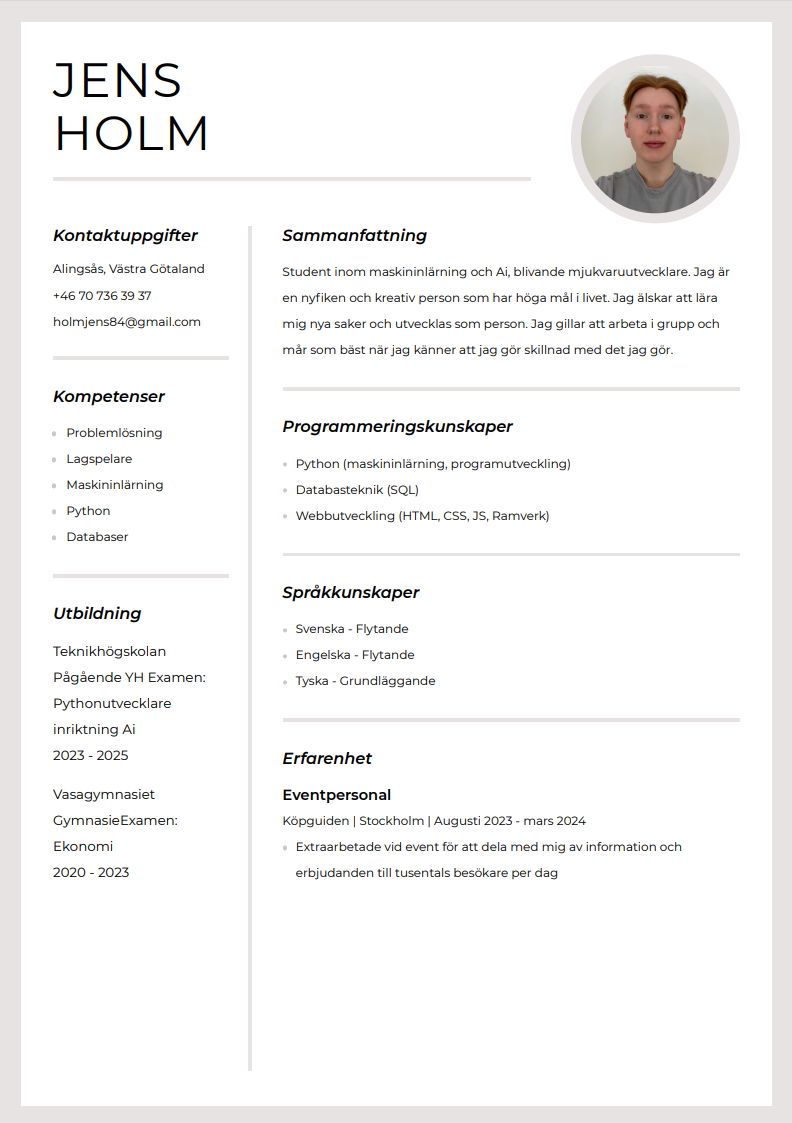 JENS
HOLM
Kontaktuppgifter
Alingsås, Västra Götaland
+46 70 736 39 37
holmjens84@gmail.com
Kompetenser
Problemlösning
Lagspelare
Maskininlärning
Python
Databaser
Utbildning
Teknikhögskolan
Pågående YH Examen:
Pythonutvecklare
inriktning Ai
2023 - 2025
Vasagymnasiet
GymnasieExamen:
Ekonomi
2020 - 2023
Sammanfattning
Student inom maskininlärning och Ai, blivande mjukvaruutvecklare. Jag är
en nyfiken och kreativ person som har höga mål i livet. Jag älskar att lära
mig nya saker och utvecklas som person. Jag gillar att arbeta i grupp och
mår som bäst när jag känner att jag gör skillnad med det jag gör.
Programmeringskunskaper
Python (maskininlärning, programutveckling)
Databasteknik (SQL)
Webbutveckling (HTML, CSS, JS, Ramverk)
Språkkunskaper
Svenska - Flytande
Engelska - Flytande
Tyska - Grundläggande
Erfarenhet
Eventpersonal
Köpguiden | Stockholm | Augusti 2023 - mars 2024
Extraarbetade vid event för att dela med mig av information och
erbjudanden till tusentals besökare per dag